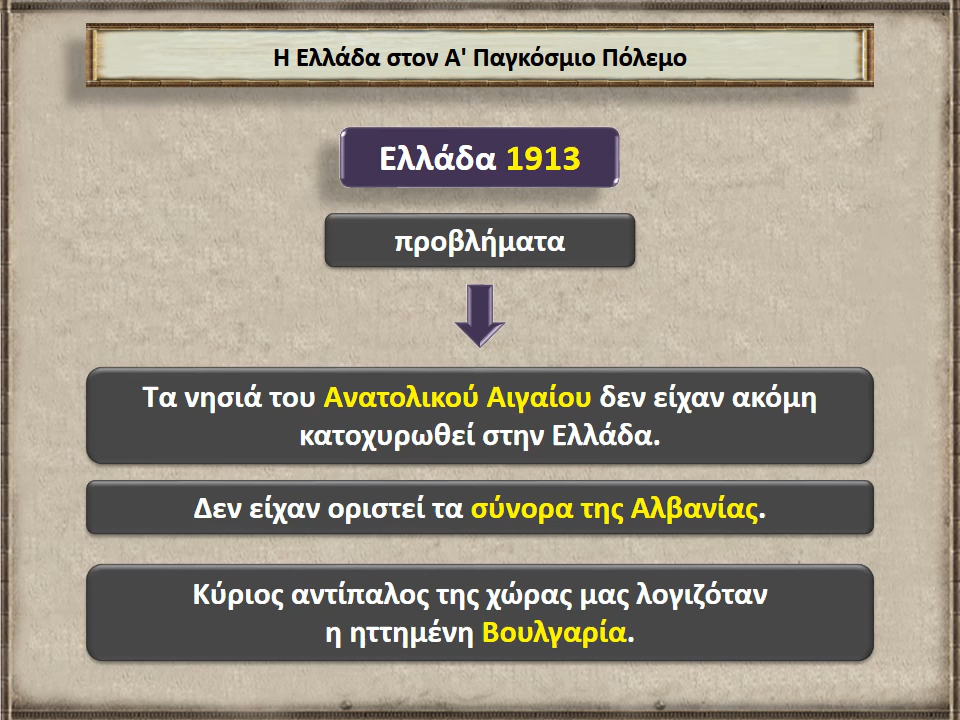 Η Ελλάδα στον Α' Παγκόσμιο Πόλεμο
Ελλάδα 1913
προβλήματα
Τα νησιά του Ανατολικού Αιγαίου δεν είχαν ακόμη
κατοχυρωθεί στην Ελλάδα.
Δεν είχαν οριστεί τα σύνορα της Αλβανίας.
Κύριος αντίπαλος της χώρας μας λογιζόταν
η ηττημένη Βουλγαρία.